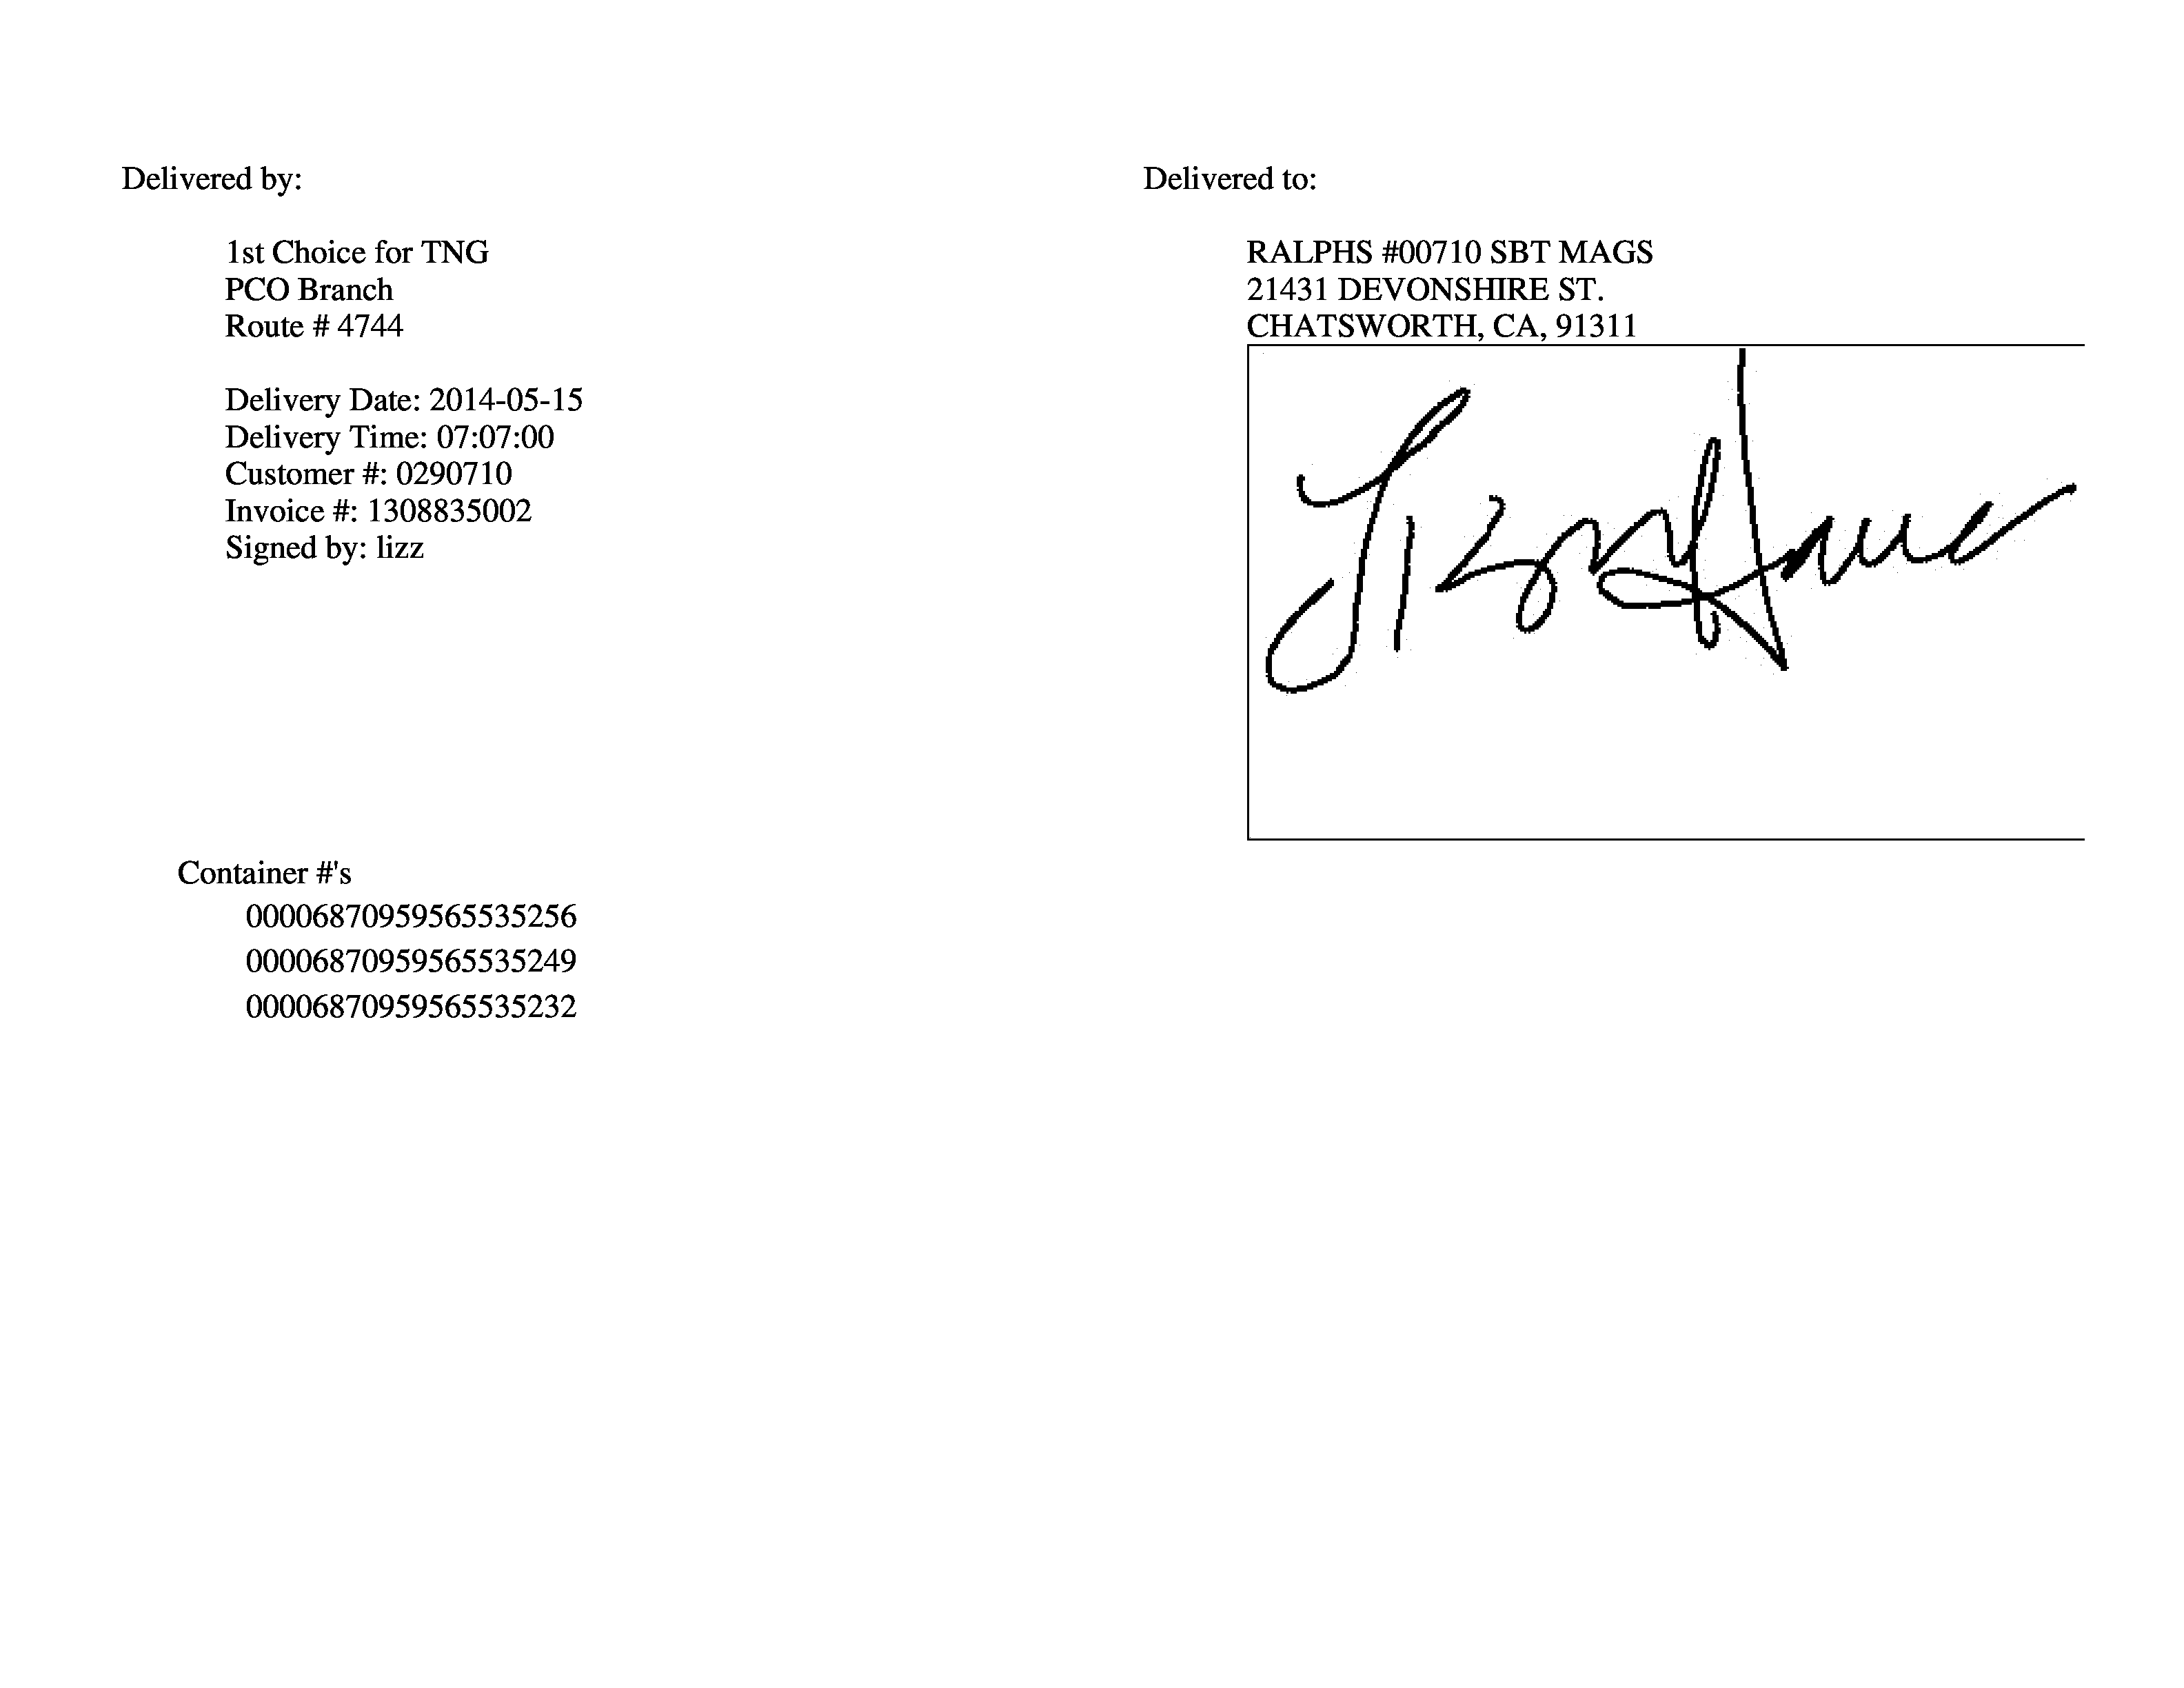 Delivered by:
1st Choice for TNG
PCO Branch
Route # 4744
Delivery Date: 2014-05-15
Delivery Time: 07:07:00
Customer #: 0290710
Invoice #: 1308835002
Signed by: lizz
Delivered to:
RALPHS #00710 SBT MAGS
21431 DEVONSHIRE ST.
CHATSWORTH, CA, 91311
Container #'s
00006870959565535256
00006870959565535249
00006870959565535232